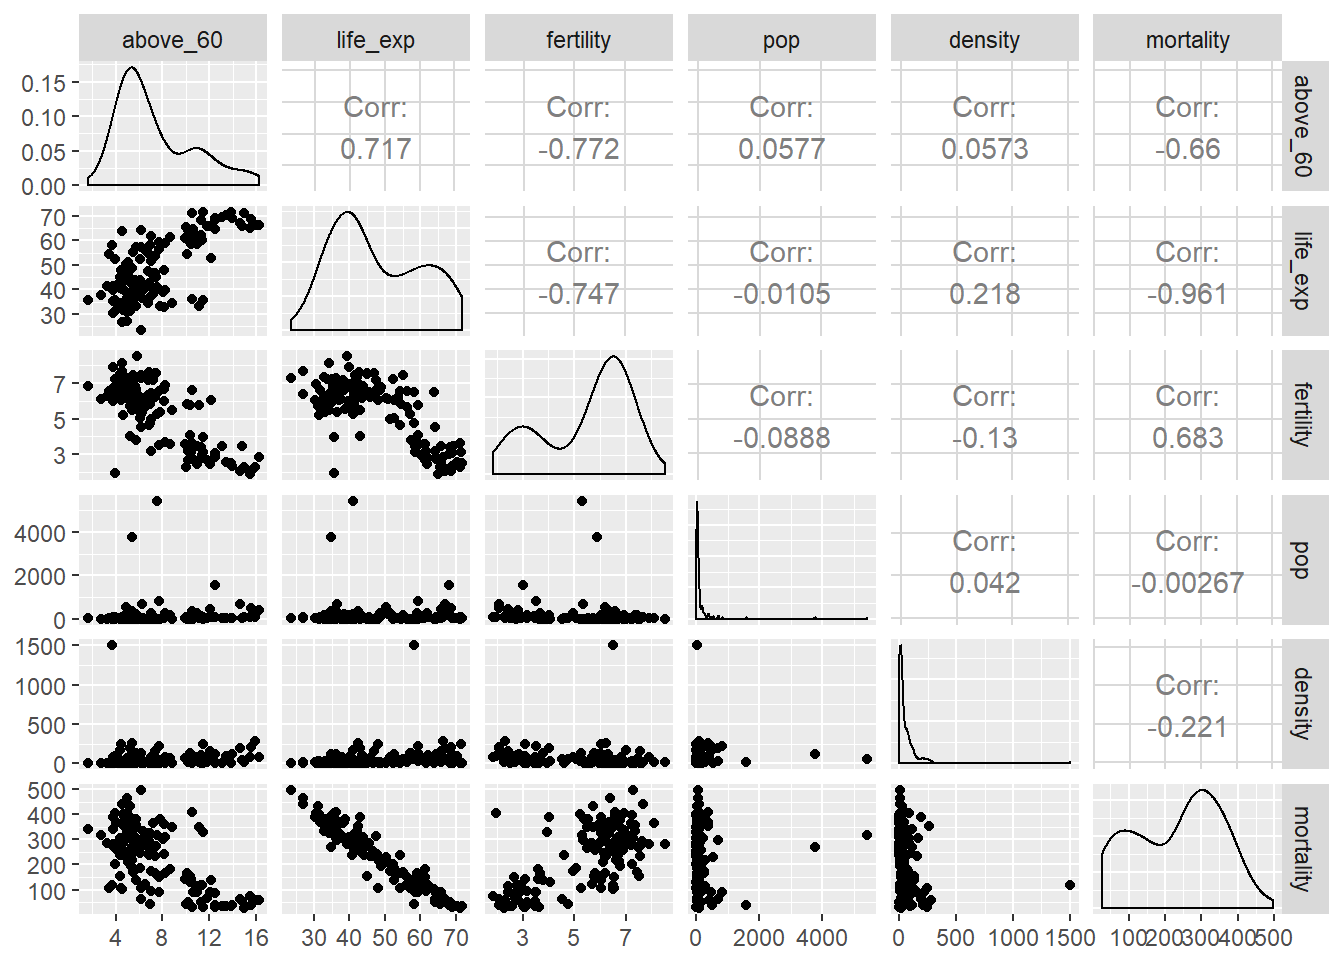 above_60 life_exp fertility pop density mortality
0.15
0.10
0.05
0.00
Corr:
0.717
Corr:
-0.772
Corr:
0.0577
Corr:
0.0573
Corr:
-0.66
above_60
70
60
50
40
30
Corr:
-0.747
Corr:
-0.0105
Corr:
0.218
Corr:
-0.961
life_exp
7
5
3
Corr:
-0.0888
Corr:
-0.13
Corr:
0.683
fertility
4000
2000
0
Corr:
0.042
Corr:
-0.00267
pop
1500
1000
500
0
Corr:
-0.221
density
500
400
300
200
100
mortality
4 8 12 16 30 40 50 60 70 3 5 7 0 2000 4000 0 500 1000 1500 100 200 300 400 500